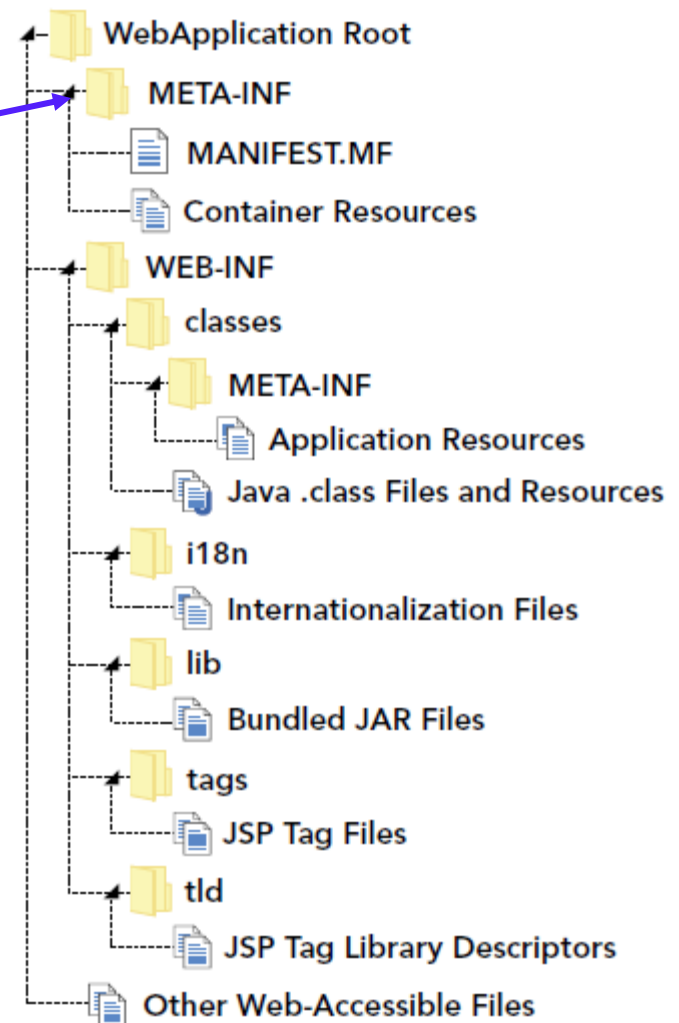 WebApplication Root
META-INF
MANIFEST.MF
Container Resources
WEB-INF
classes
META-INF
Application Resources
Java .class Files and Resources
i18n
Internationalization Files
lib
Bundled JAR Files
tags
JSP Tag Files
tld
JSP Tag Library Descriptors
Other Web-Accessible Files